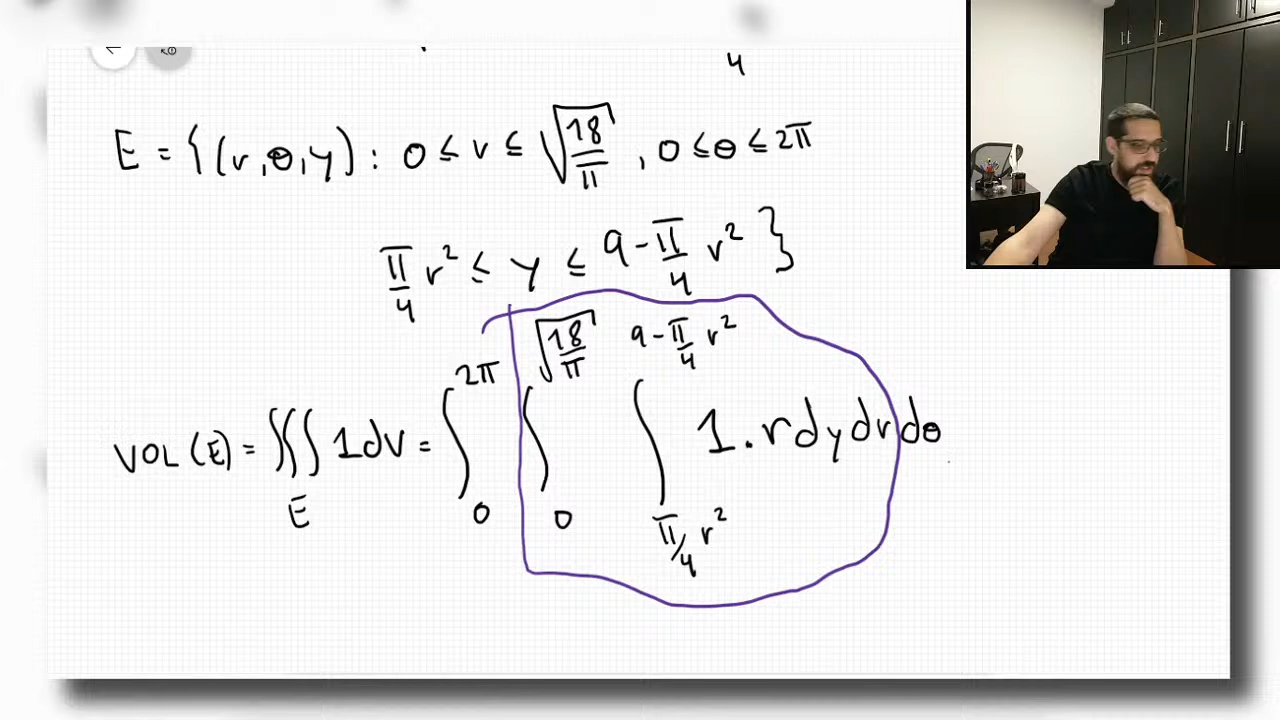 4
E = {(r, θ, y) : 0 ≤ r ≤ √(18/π) , 0 ≤ θ ≤ 2π
π/4 r² ≤ y ≤ 9 - π/4 r² }
VOL (E) = ∭_E 1 dV = ∫_0^{2π} ∫_0^{√(18/π)} ∫_{π/4 r²}^{9 - π/4 r²} 1 . r dy dr dθ